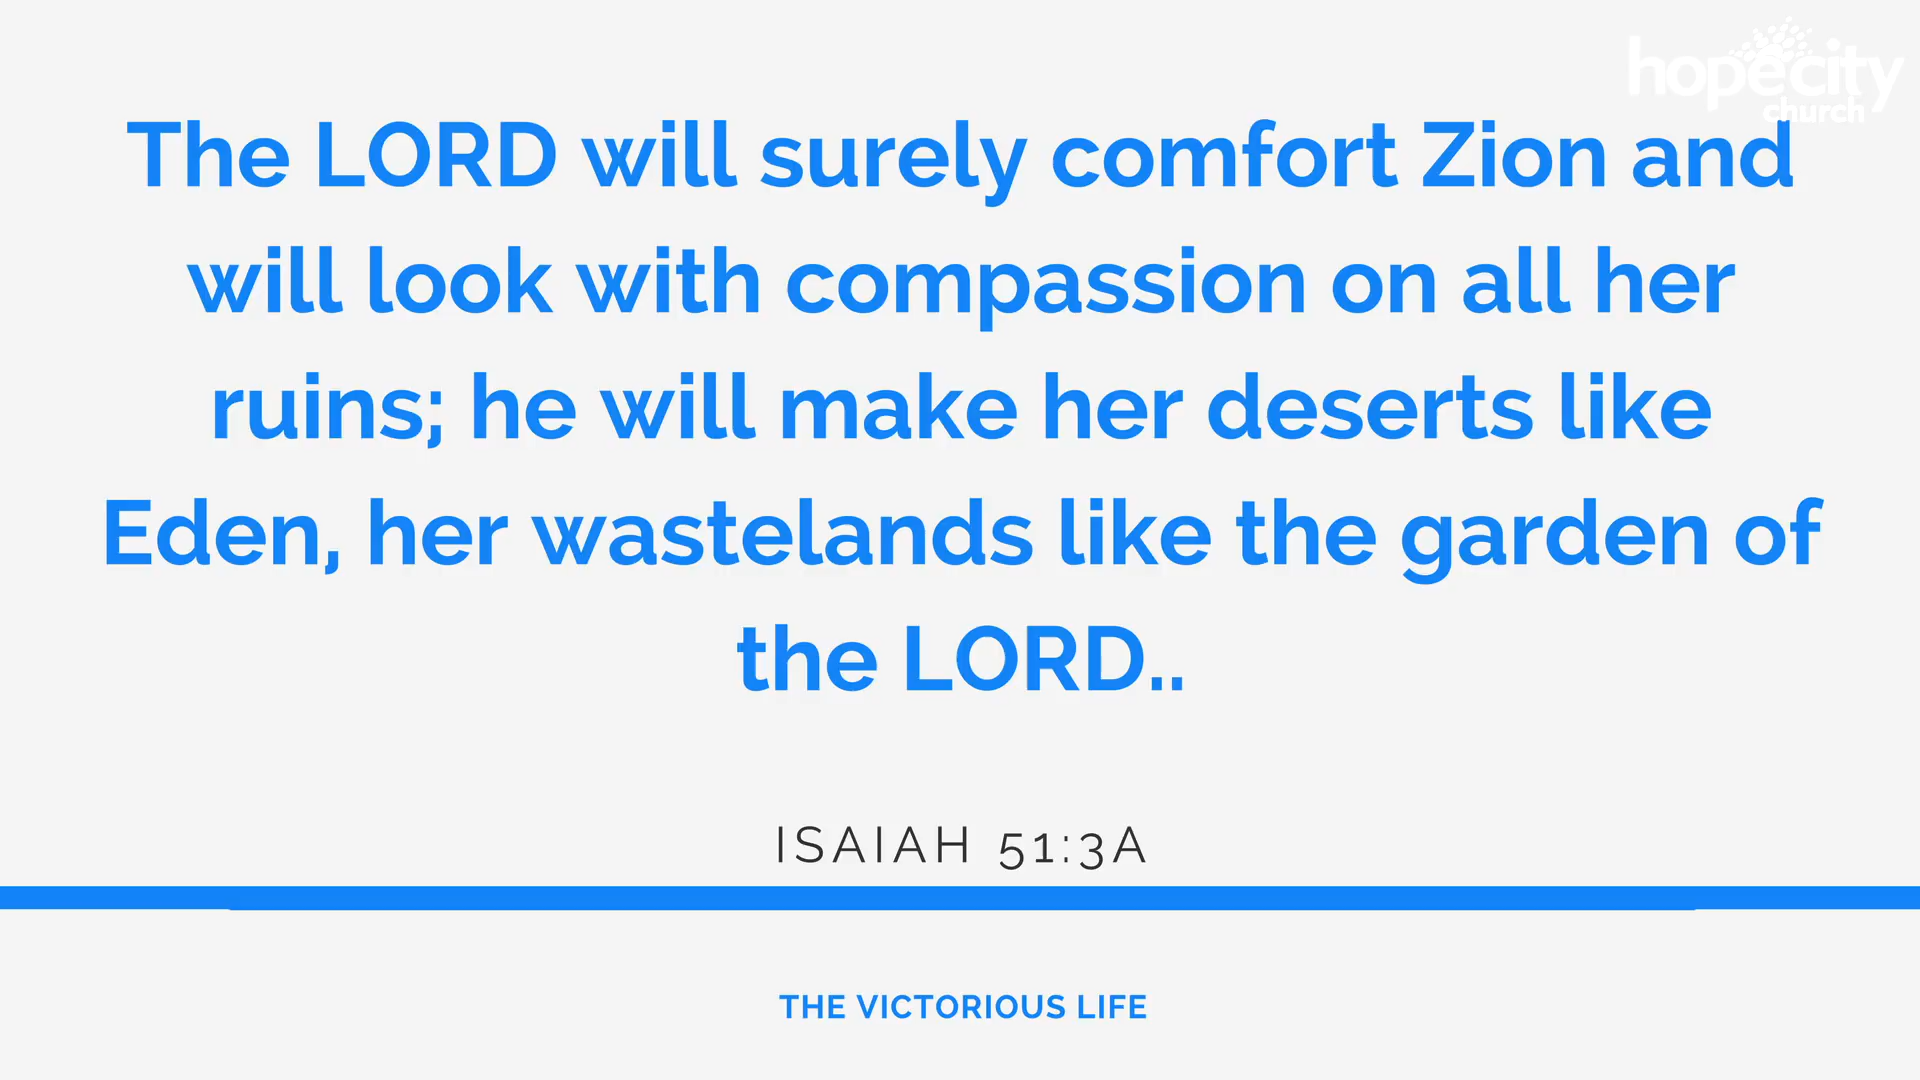 hopecity
church
The LORD will surely comfort Zion and
will look with compassion on all her
ruins; he will make her deserts like
Eden, her wastelands like the garden of
the LORD..
ISAIAH 51:3A
THE VICTORIOUS LIFE